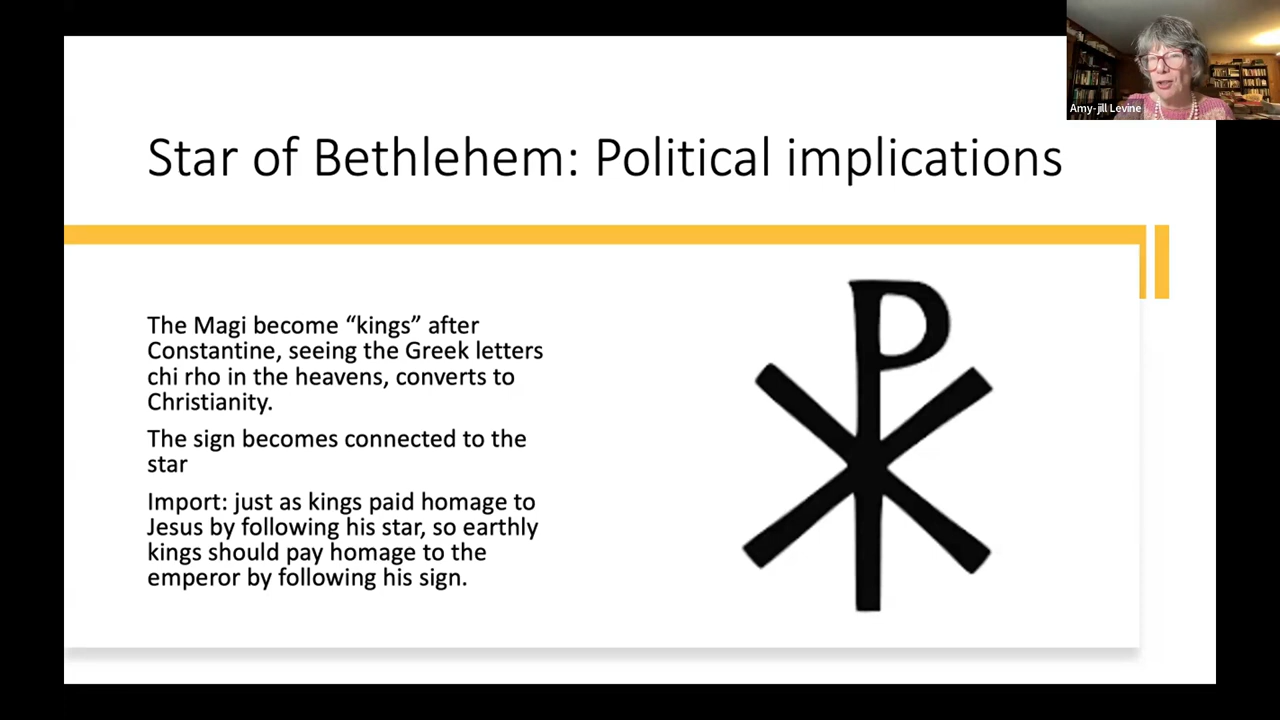 Amy-jill Levine
Star of Bethlehem: Political implications
The Magi become “kings” after
Constantine, seeing the Greek letters
chi rho in the heavens, converts to
Christianity.
The sign becomes connected to the
star
Import: just as kings paid homage to
Jesus by following his star, so earthly
kings should pay homage to the
emperor by following his sign.